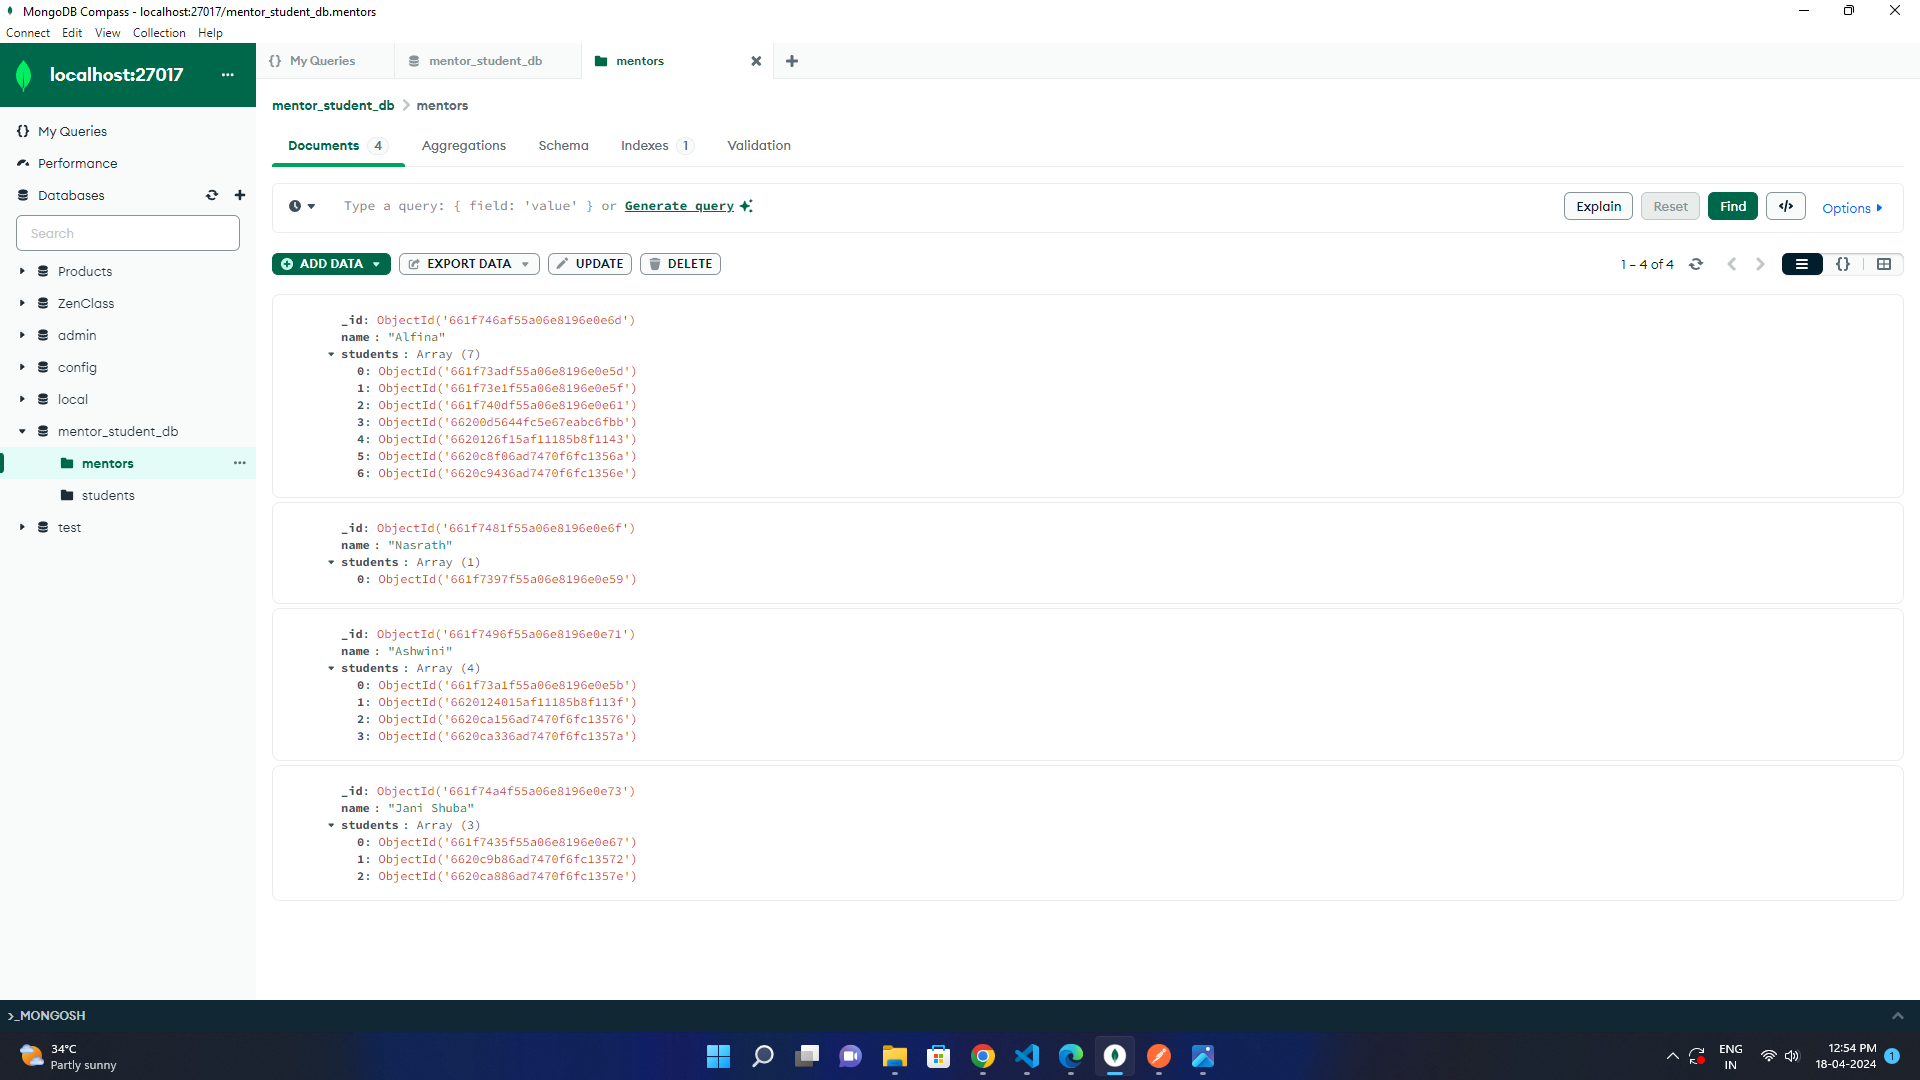 MongoDB Compass - localhost:27017/mentor_student_db.mentors
Connect Edit View Collection Help
localhost:27017
My Queries
mentor_student_db
mentors
mentor_student_db > mentors
My Queries
Performance
Databases
Search
Products
ZenClass
admin
config
local
mentor_student_db
mentors
students
test
Documents 4 Aggregations Schema Indexes 1 Validation
Type a query: { field: 'value' } or Generate query
Explain Reset Find </> Options
ADD DATA EXPORT DATA UPDATE DELETE
1 – 4 of 4
_id: ObjectId('661f746af55a06e8196e0e6d')
name : "Alfina"
students : Array (7)
0: ObjectId('661f73adf55a06e8196e0e5d')
1: ObjectId('661f73e1f55a06e8196e0e5f')
2: ObjectId('661f740df55a06e8196e0e61')
3: ObjectId('66200d5644fc5e67eabc6fbb')
4: ObjectId('6620126f15af11185b8f1143')
5: ObjectId('6620c8f06ad7470f6fc1356a')
6: ObjectId('6620c9436ad7470f6fc1356e')
_id: ObjectId('661f7481f55a06e8196e0e6f')
name : "Nasrath"
students : Array (1)
0: ObjectId('661f7397f55a06e8196e0e59')
_id: ObjectId('661f7496f55a06e8196e0e71')
name : "Ashwini"
students : Array (4)
0: ObjectId('661f73a1f55a06e8196e0e5b')
1: ObjectId('6620124015af11185b8f113f')
2: ObjectId('6620ca156ad7470f6fc13576')
3: ObjectId('6620ca336ad7470f6fc1357a')
_id: ObjectId('661f74a4f55a06e8196e0e73')
name : "Jani Shuba"
students : Array (3)
0: ObjectId('661f7435f55a06e8196e0e67')
1: ObjectId('6620c9b86ad7470f6fc13572')
2: ObjectId('6620ca886ad7470f6fc1357e')
>_MONGOSH
34°C
Partly sunny
ENG
IN
12:54 PM
18-04-2024
1